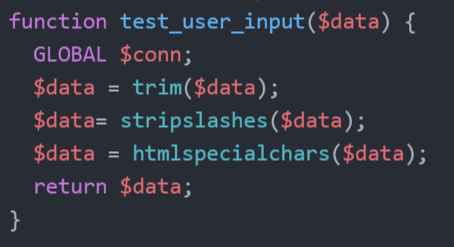 function test_user_input($data) {
GLOBAL $conn;
$data = trim($data);
$data= stripslashes($data);
$data = htmlspecialchars($data);
return $data;
}